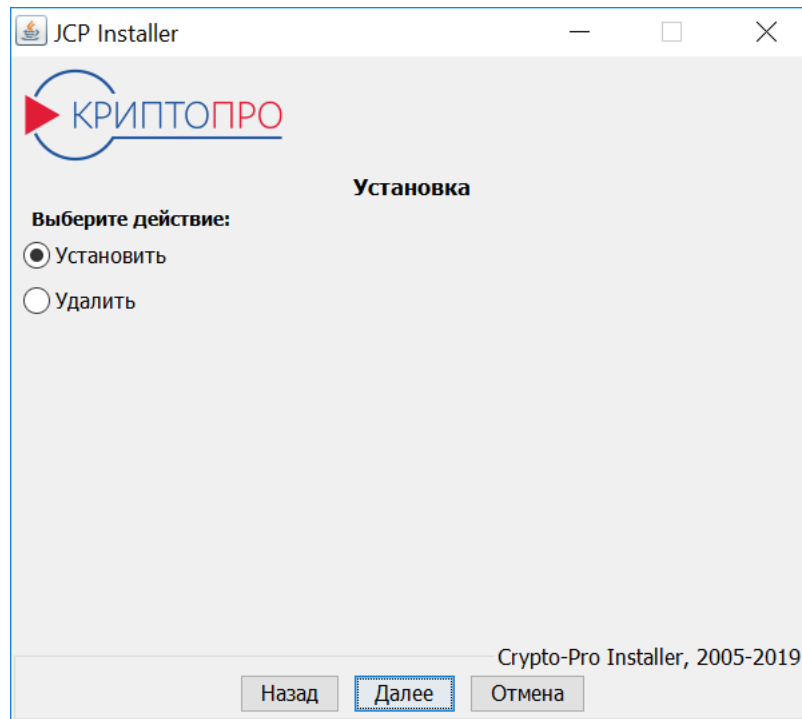 JCP Installer
КРИПТОПРО
Установка
Выберите действие:
Установить
Удалить
Crypto-Pro Installer, 2005-2019
Назад Далее Отмена